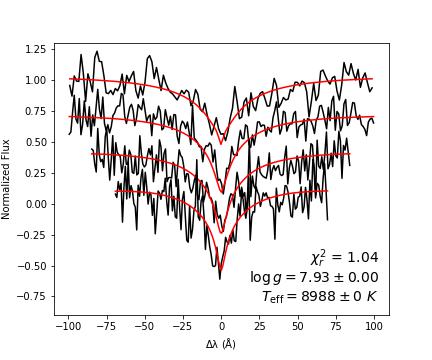 1.25
1.00
0.75
0.50
0.25
0.00
−0.25
−0.50
−0.75
Normalized Flux
χ²ᵣ = 1.04
log g = 7.93 ± 0.00
T_eff = 8988 ± 0 K
−100 −75 −50 −25 0 25 50 75 100
Δλ (Å)